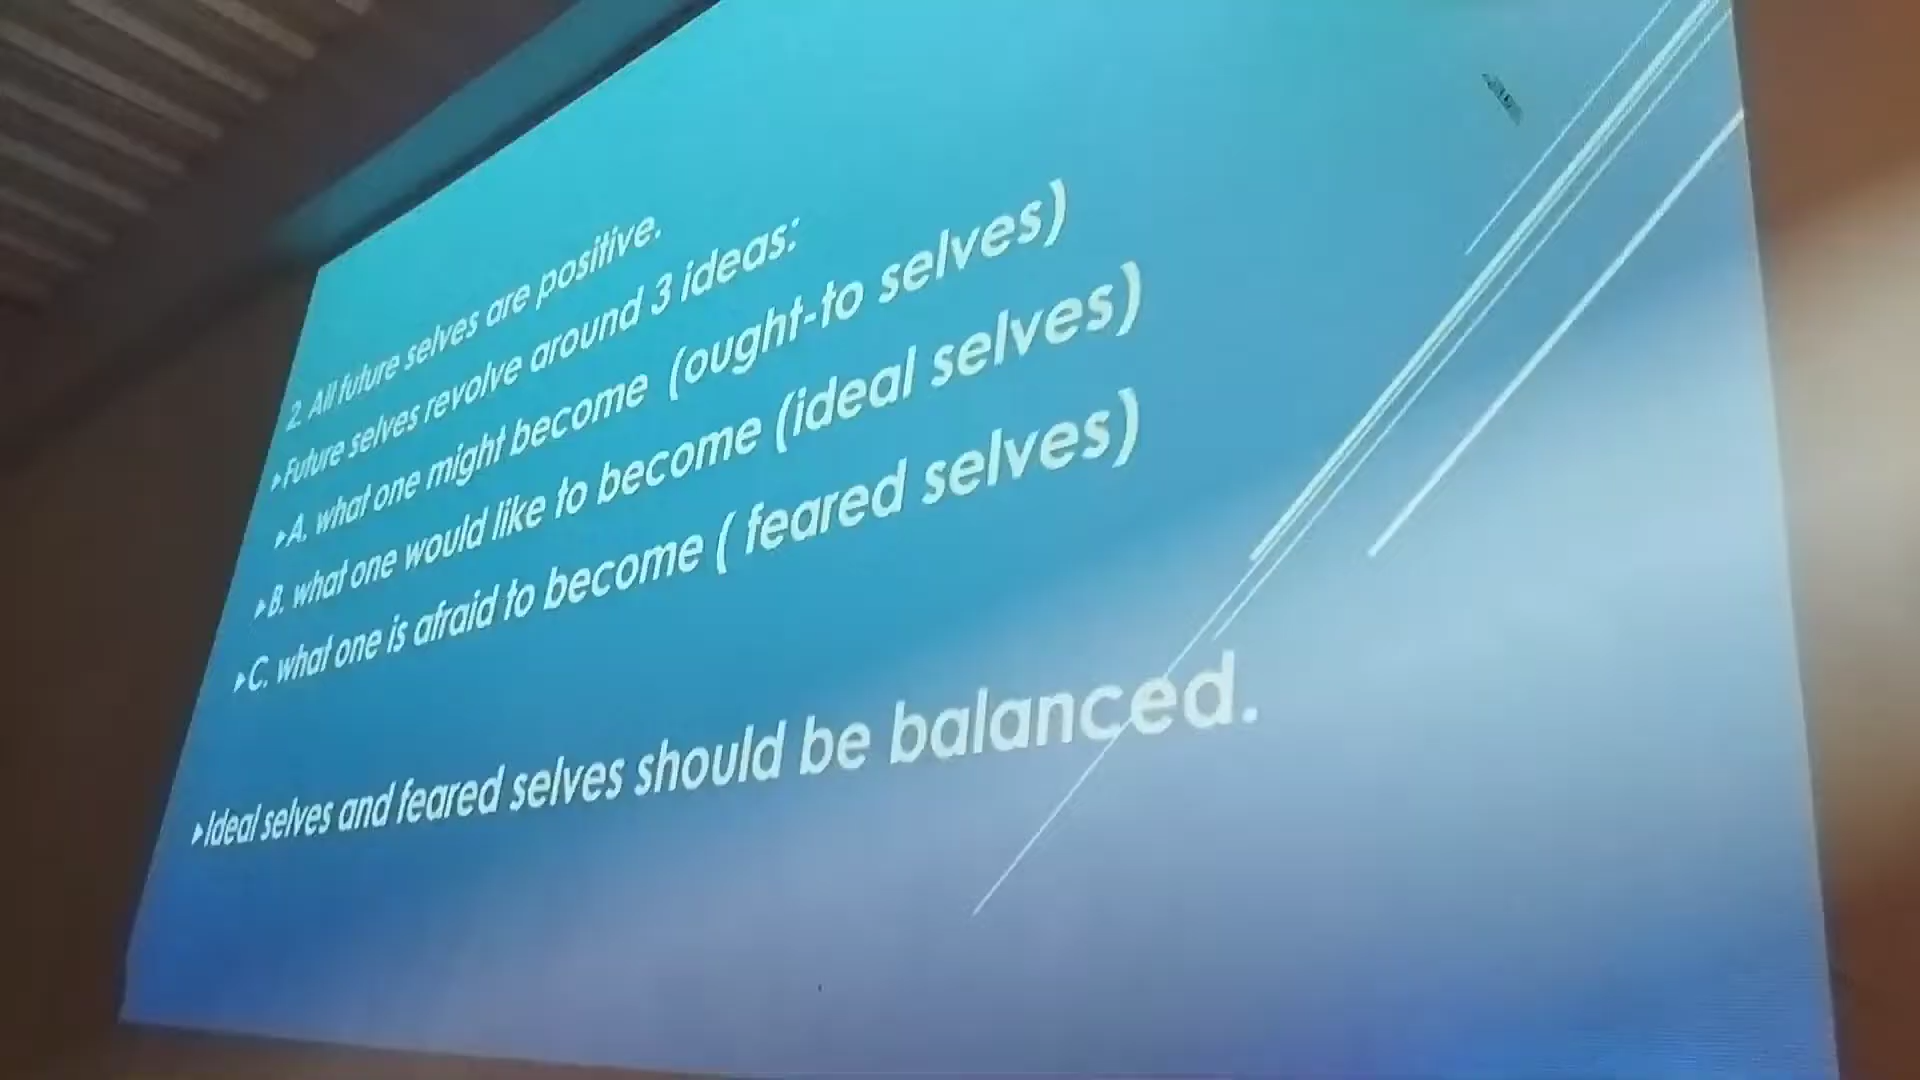 2. All future selves are positive.
▸Future selves revolve around 3 ideas:
▸A. what one might become (ought-to selves)
▸B. what one would like to become (ideal selves)
▸C. what one is afraid to become ( feared selves)
▸Ideal selves and feared selves should be balanced.